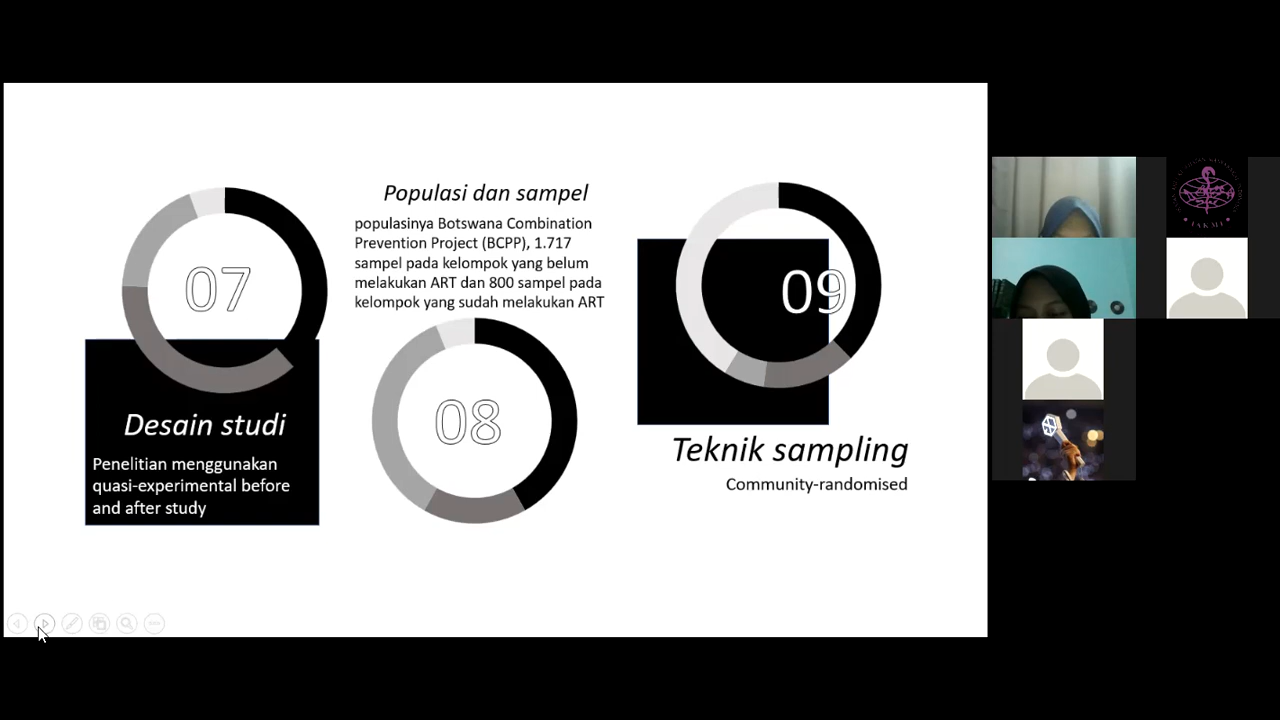 07
Desain studi
Penelitian menggunakan
quasi-experimental before
and after study
Populasi dan sampel
populasinya Botswana Combination
Prevention Project (BCPP), 1.717
sampel pada kelompok yang belum
melakukan ART dan 800 sampel pada
kelompok yang sudah melakukan ART
08
09
Teknik sampling
Community-randomised